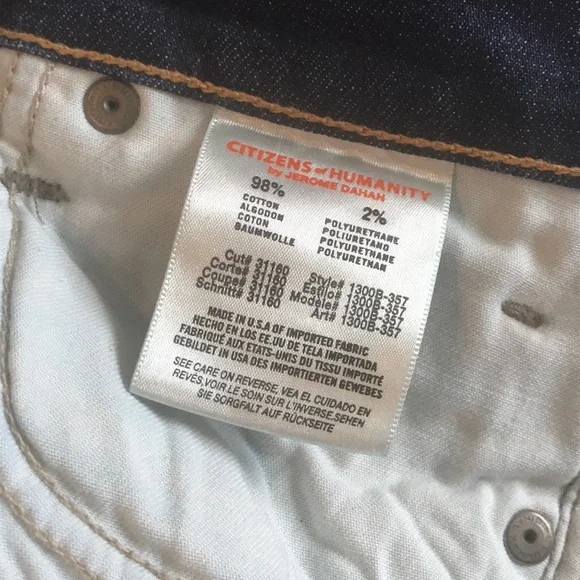 CITIZENS of HUMANITY
by JEROME DAHAN
98%
COTTON
ALGODON
COTON
BAUMWOLLE
2%
POLYURETHANE
POLIURETANO
POLYURETHANE
POLYURETHAN
Cut# 31160
Corte# 31160
Coupe# 31160
Schnitt# 31160
Style# 1300B-357
Estilo# 1300B-357
Modele# 1300B-357
Art# 1300B-357
MADE IN U.S.A OF IMPORTED FABRIC
HECHO EN LOS EE.UU DE TELA IMPORTADA
FABRIQUÉ AUX ETATS-UNIS DU TISSU IMPORTÉ
GEBILDET IN USA DES IMPORTIERTEN GEWEBES
SEE CARE ON REVERSE, VEA EL CUIDADO EN
REVÉS,VOIR LE SOIN SUR L'INVERSE.SEHEN
SIE SORGFALT AUF RÜCKSEITE